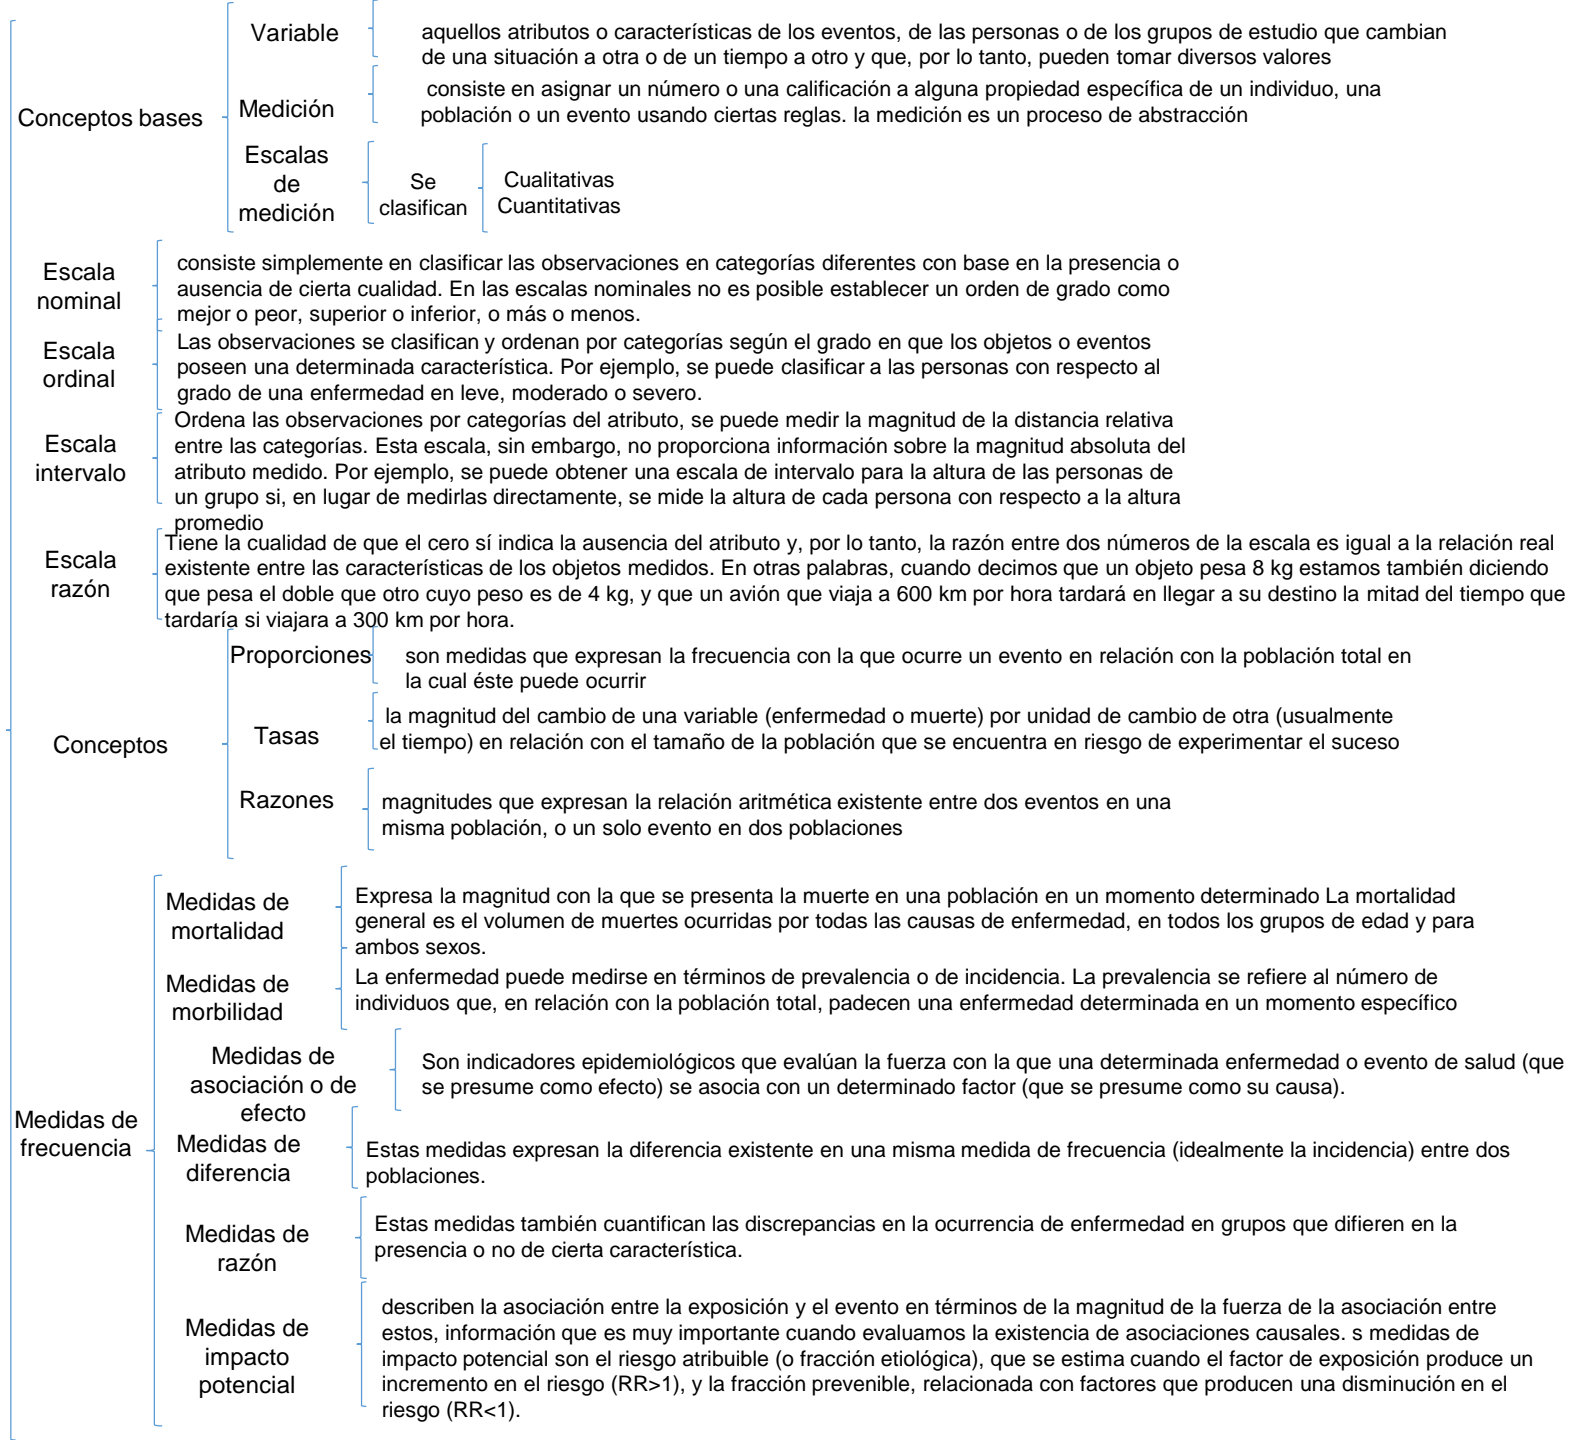 Conceptos bases
Variable
aquellos atributos o características de los eventos, de las personas o de los grupos de estudio que cambian
de una situación a otra o de un tiempo a otro y que, por lo tanto, pueden tomar diversos valores
Medición
consiste en asignar un número o una calificación a alguna propiedad específica de un individuo, una
población o un evento usando ciertas reglas. la medición es un proceso de abstracción
Escalas
de
medición
Se
clasifican
Cualitativas
Cuantitativas
Escala
nominal
consiste simplemente en clasificar las observaciones en categorías diferentes con base en la presencia o
ausencia de cierta cualidad. En las escalas nominales no es posible establecer un orden de grado como
mejor o peor, superior o inferior, o más o menos.
Escala
ordinal
Las observaciones se clasifican y ordenan por categorías según el grado en que los objetos o eventos
poseen una determinada característica. Por ejemplo, se puede clasificar a las personas con respecto al
grado de una enfermedad en leve, moderado o severo.
Escala
intervalo
Ordena las observaciones por categorías del atributo, se puede medir la magnitud de la distancia relativa
entre las categorías. Esta escala, sin embargo, no proporciona información sobre la magnitud absoluta del
atributo medido. Por ejemplo, se puede obtener una escala de intervalo para la altura de las personas de
un grupo si, en lugar de medirlas directamente, se mide la altura de cada persona con respecto a la altura
promedio
Escala
razón
Tiene la cualidad de que el cero sí indica la ausencia del atributo y, por lo tanto, la razón entre dos números de la escala es igual a la relación real
existente entre las características de los objetos medidos. En otras palabras, cuando decimos que un objeto pesa 8 kg estamos también diciendo
que pesa el doble que otro cuyo peso es de 4 kg, y que un avión que viaja a 600 km por hora tardará en llegar a su destino la mitad del tiempo que
tardaría si viajara a 300 km por hora.
Conceptos
Proporciones
son medidas que expresan la frecuencia con la que ocurre un evento en relación con la población total en
la cual éste puede ocurrir
Tasas
la magnitud del cambio de una variable (enfermedad o muerte) por unidad de cambio de otra (usualmente
el tiempo) en relación con el tamaño de la población que se encuentra en riesgo de experimentar el suceso
Razones
magnitudes que expresan la relación aritmética existente entre dos eventos en una
misma población, o un solo evento en dos poblaciones
Medidas de
frecuencia
Medidas de
mortalidad
Expresa la magnitud con la que se presenta la muerte en una población en un momento determinado La mortalidad
general es el volumen de muertes ocurridas por todas las causas de enfermedad, en todos los grupos de edad y para
ambos sexos.
Medidas de
morbilidad
La enfermedad puede medirse en términos de prevalencia o de incidencia. La prevalencia se refiere al número de
individuos que, en relación con la población total, padecen una enfermedad determinada en un momento específico
Medidas de
asociación o de
efecto
Son indicadores epidemiológicos que evalúan la fuerza con la que una determinada enfermedad o evento de salud (que
se presume como efecto) se asocia con un determinado factor (que se presume como su causa).
Medidas de
diferencia
Estas medidas expresan la diferencia existente en una misma medida de frecuencia (idealmente la incidencia) entre dos
poblaciones.
Medidas de
razón
Estas medidas también cuantifican las discrepancias en la ocurrencia de enfermedad en grupos que difieren en la
presencia o no de cierta característica.
Medidas de
impacto
potencial
describen la asociación entre la exposición y el evento en términos de la magnitud de la fuerza de la asociación entre
estos, información que es muy importante cuando evaluamos la existencia de asociaciones causales. s medidas de
impacto potencial son el riesgo atribuible (o fracción etiológica), que se estima cuando el factor de exposición produce un
incremento en el riesgo (RR>1), y la fracción prevenible, relacionada con factores que producen una disminución en el
riesgo (RR<1).